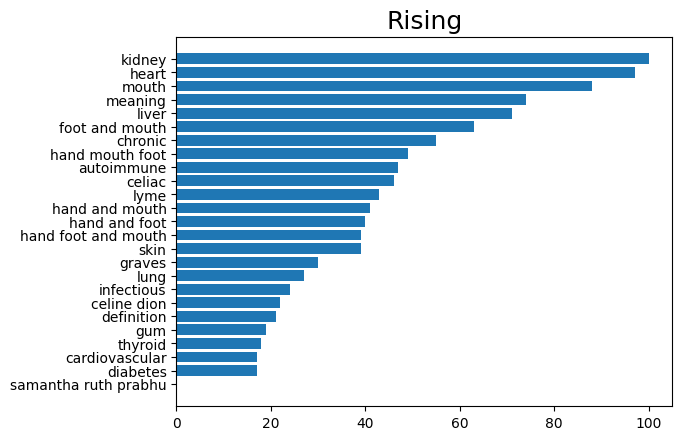 Rising
kidney
heart
mouth
meaning
liver
foot and mouth
chronic
hand mouth foot
autoimmune
celiac
lyme
hand and mouth
hand and foot
hand foot and mouth
skin
graves
lung
infectious
celine dion
definition
gum
thyroid
cardiovascular
diabetes
samantha ruth prabhu
0 20 40 60 80 100